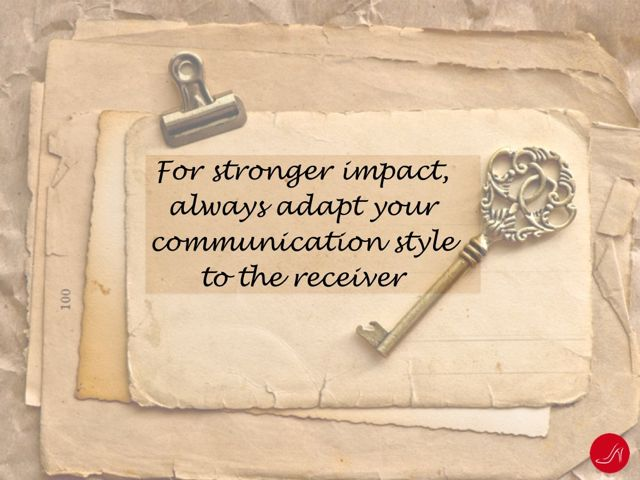 For stronger impact,
always adapt your
communication style
to the receiver
100